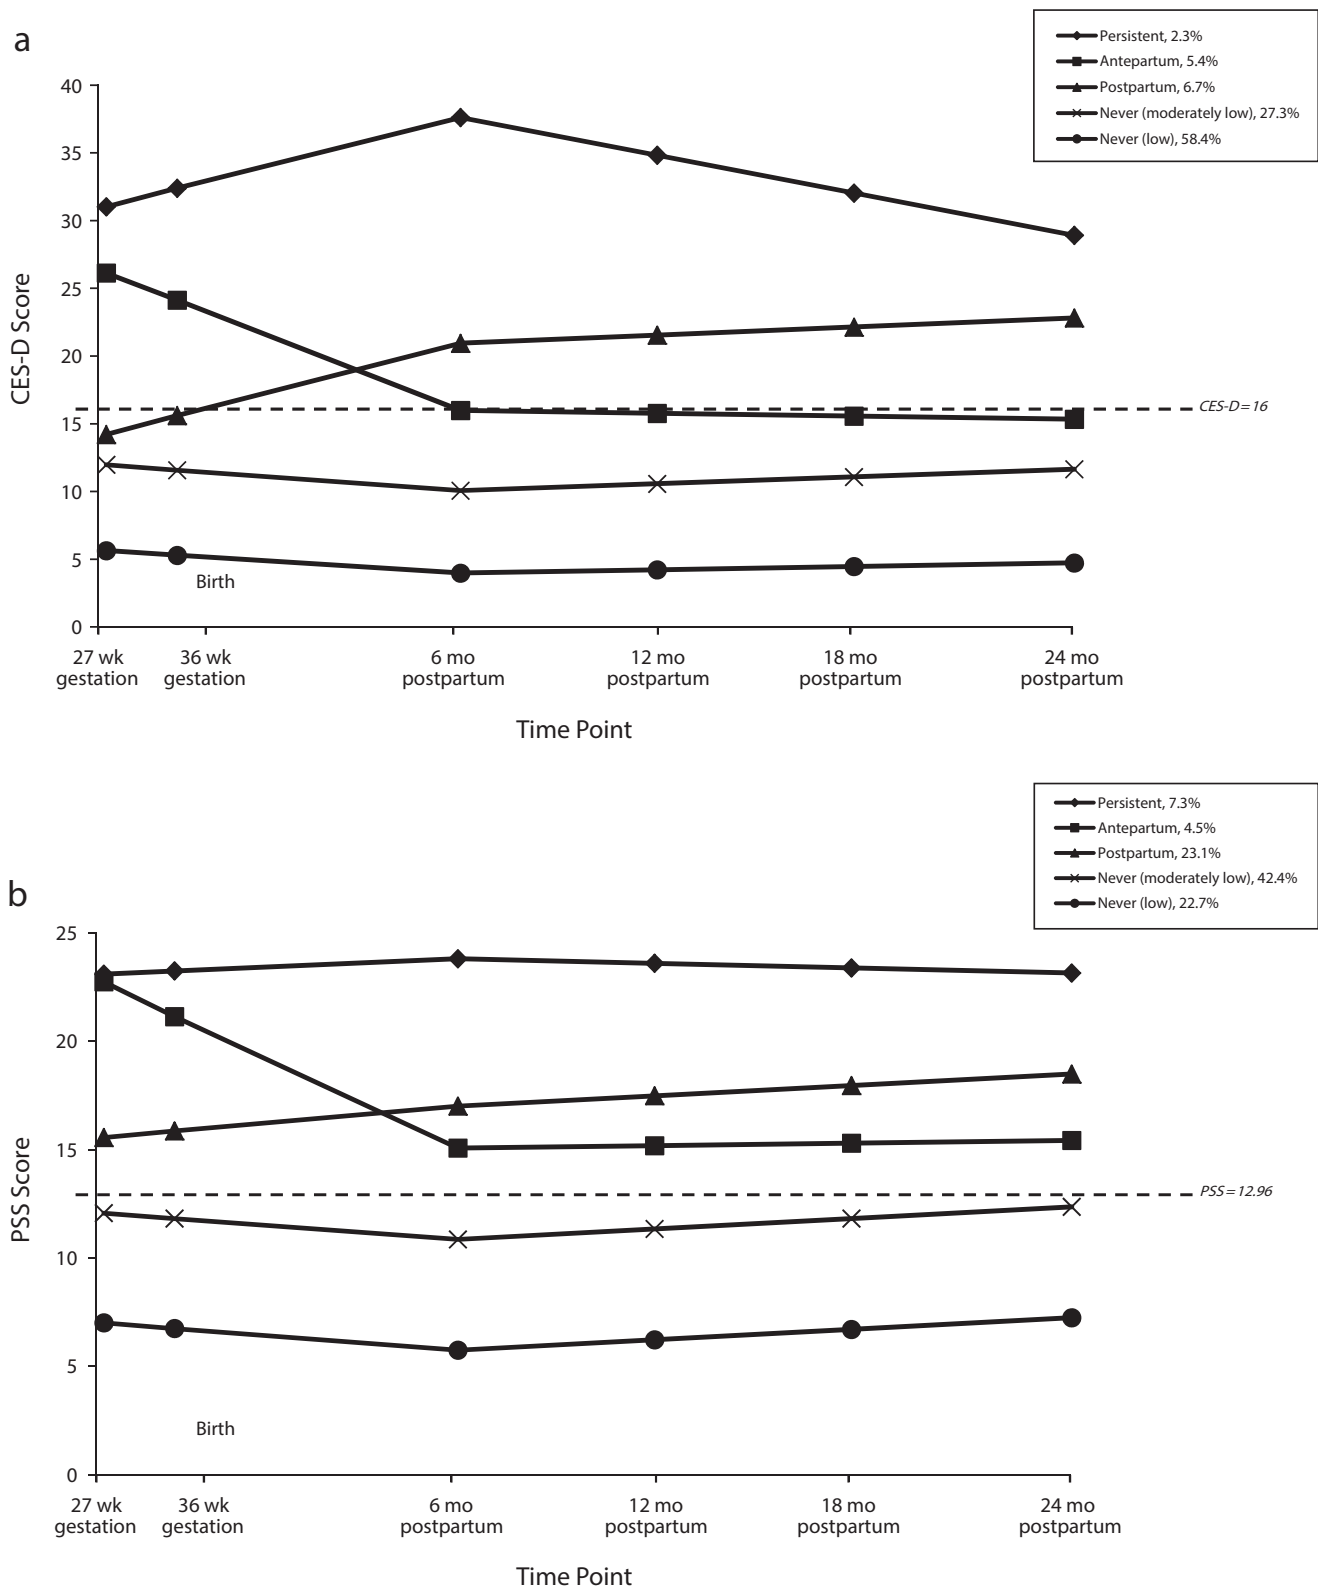 a
Persistent, 2.3%
Antepartum, 5.4%
Postpartum, 6.7%
Never (moderately low), 27.3%
Never (low), 58.4%
40
35
30
25
20
15
10
5
0
CES-D Score
CES-D=16
Birth
27 wk gestation
36 wk gestation
6 mo postpartum
12 mo postpartum
18 mo postpartum
24 mo postpartum
Time Point
b
Persistent, 7.3%
Antepartum, 4.5%
Postpartum, 23.1%
Never (moderately low), 42.4%
Never (low), 22.7%
25
20
15
10
5
0
PSS Score
PSS=12.96
Birth
27 wk gestation
36 wk gestation
6 mo postpartum
12 mo postpartum
18 mo postpartum
24 mo postpartum
Time Point